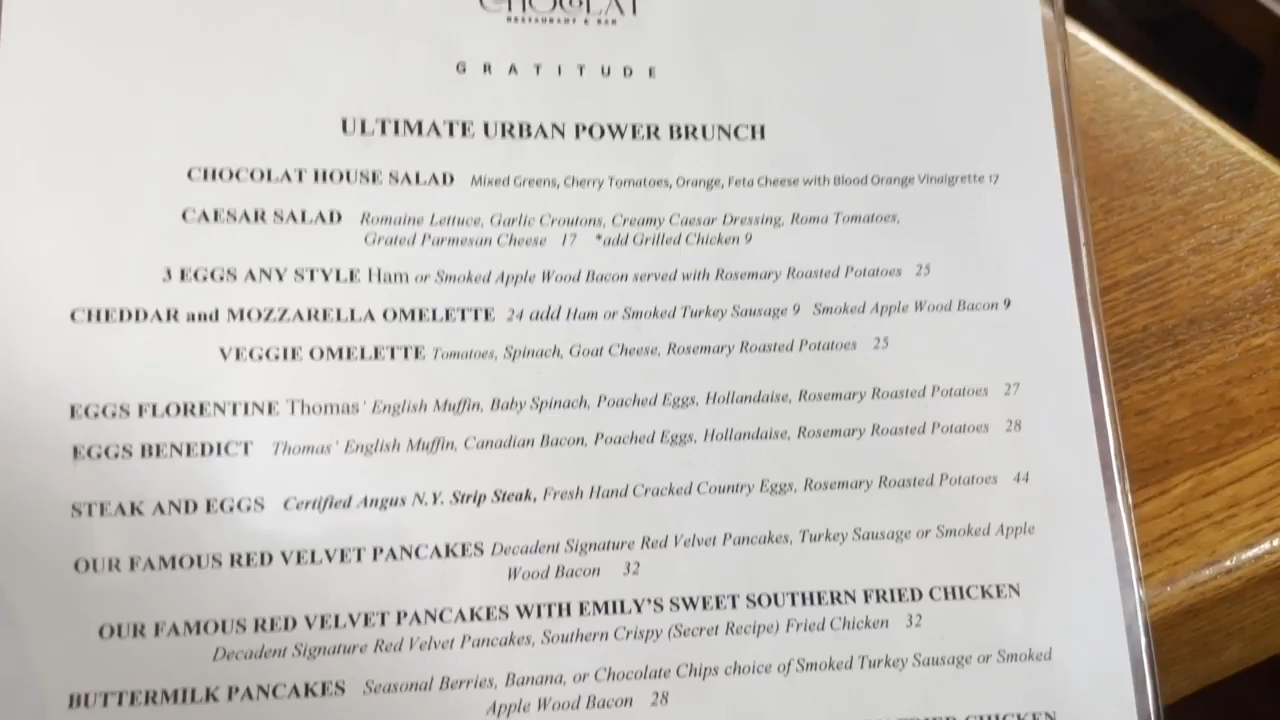 CHOCOLAT
RESTAURANT & BAR
GRATITUDE
ULTIMATE URBAN POWER BRUNCH
CHOCOLAT HOUSE SALAD Mixed Greens, Cherry Tomatoes, Orange, Feta Cheese with Blood Orange Vinaigrette 17
CAESAR SALAD Romaine Lettuce, Garlic Croutons, Creamy Caesar Dressing, Roma Tomatoes,
Grated Parmesan Cheese 17 *add Grilled Chicken 9
3 EGGS ANY STYLE Ham or Smoked Apple Wood Bacon served with Rosemary Roasted Potatoes 25
CHEDDAR and MOZZARELLA OMELETTE 24 add Ham or Smoked Turkey Sausage 9 Smoked Apple Wood Bacon 9
VEGGIE OMELETTE Tomatoes, Spinach, Goat Cheese, Rosemary Roasted Potatoes 25
EGGS FLORENTINE Thomas' English Muffin, Baby Spinach, Poached Eggs, Hollandaise, Rosemary Roasted Potatoes 27
EGGS BENEDICT Thomas' English Muffin, Canadian Bacon, Poached Eggs, Hollandaise, Rosemary Roasted Potatoes 28
STEAK AND EGGS Certified Angus N.Y. Strip Steak, Fresh Hand Cracked Country Eggs, Rosemary Roasted Potatoes 44
OUR FAMOUS RED VELVET PANCAKES Decadent Signature Red Velvet Pancakes, Turkey Sausage or Smoked Apple
Wood Bacon 32
OUR FAMOUS RED VELVET PANCAKES WITH EMILY'S SWEET SOUTHERN FRIED CHICKEN
Decadent Signature Red Velvet Pancakes, Southern Crispy (Secret Recipe) Fried Chicken 32
BUTTERMILK PANCAKES Seasonal Berries, Banana, or Chocolate Chips choice of Smoked Turkey Sausage or Smoked
Apple Wood Bacon 28
FRIED CHICKEN